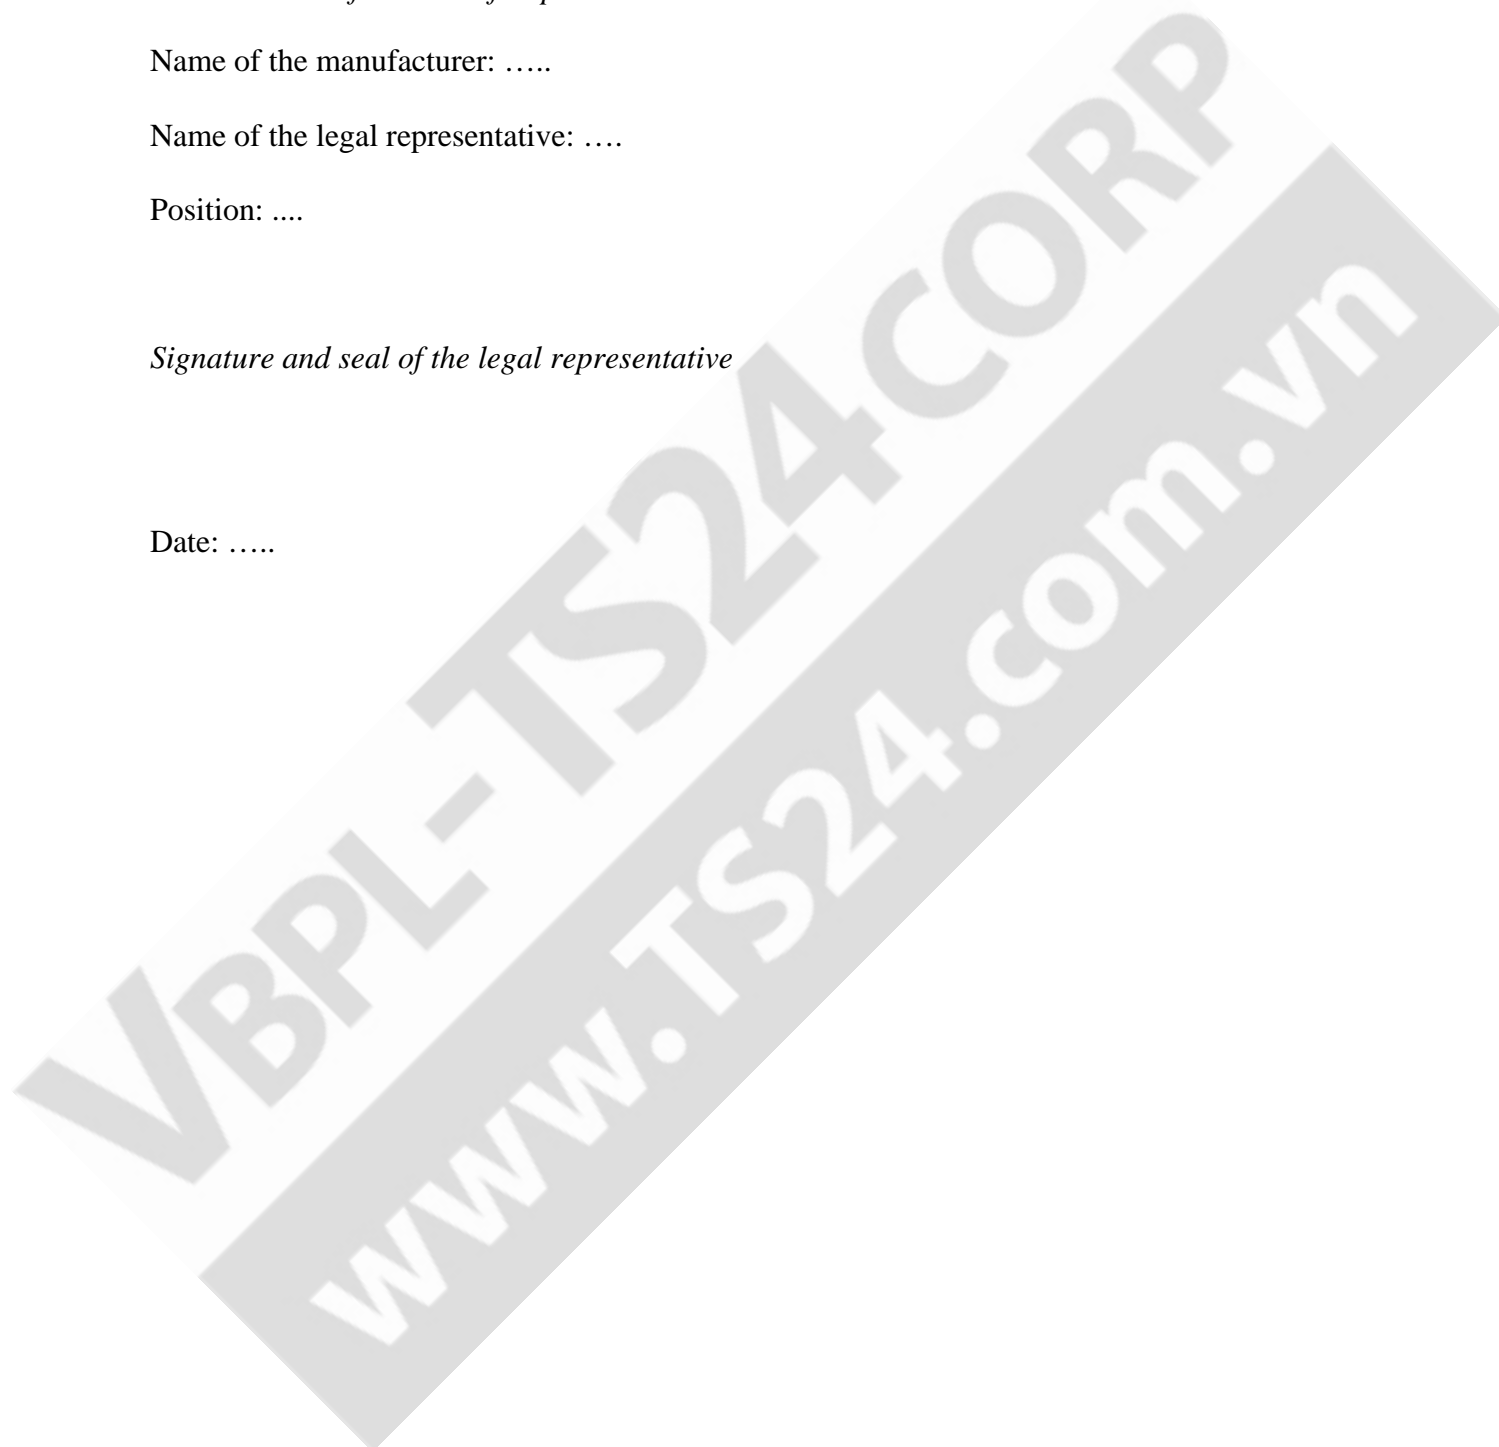 Name of the manufacturer: …..
Name of the legal representative: ….
Position: ....
Signature and seal of the legal representative
Date: …..
VBPL-TS24CORP
www.TS24.com.vn